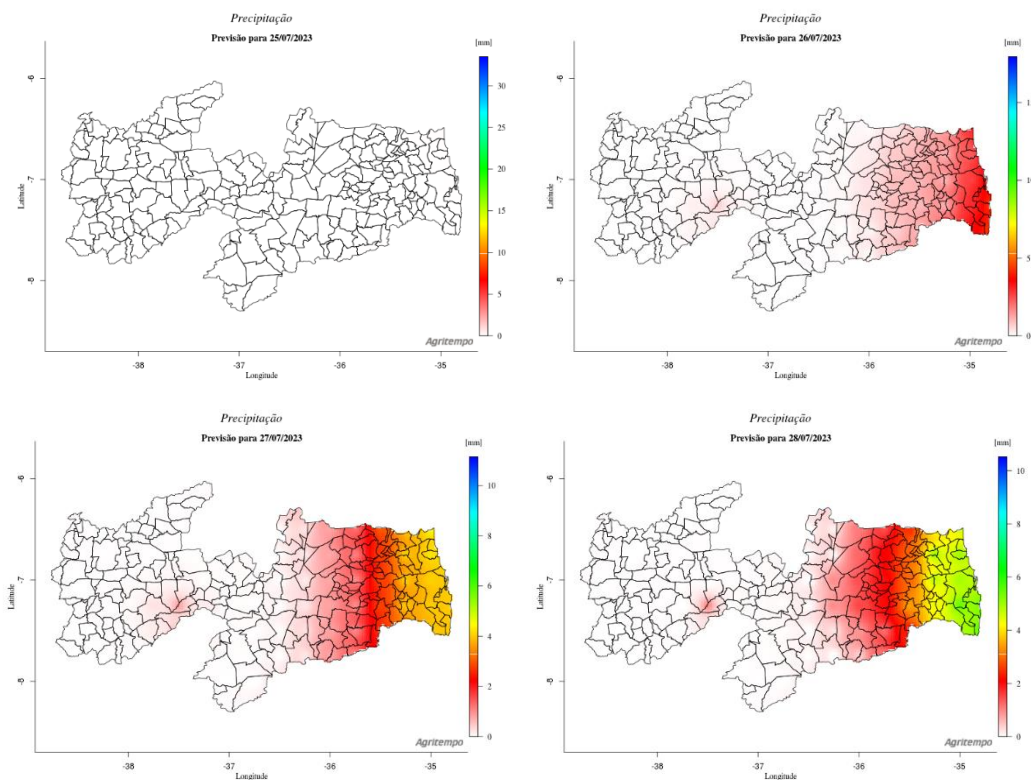 Precipitação
Previsão para 25/07/2023
[mm]
30
25
20
15
10
5
0
-6
-7
-8
Latitude
Agritempo
-38
-37
-36
-35
Longitude
Precipitação
Previsão para 26/07/2023
[mm]
5
0
-6
-7
-8
Latitude
Agritempo
-38
-37
-36
-35
Longitude
Precipitação
Previsão para 27/07/2023
[mm]
10
8
6
4
2
0
-6
-7
-8
Latitude
Agritempo
-38
-37
-36
-35
Longitude
Precipitação
Previsão para 28/07/2023
[mm]
10
8
6
4
2
0
-6
-7
-8
Latitude
Agritempo
-38
-37
-36
-35
Longitude